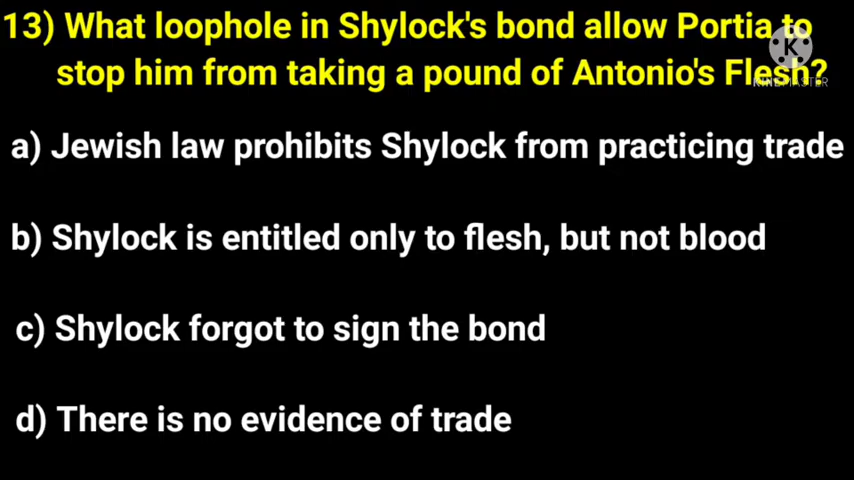 13) What loophole in Shylock's bond allow Portia to
stop him from taking a pound of Antonio's Flesh?
K
KINEMASTER
a) Jewish law prohibits Shylock from practicing trade
b) Shylock is entitled only to flesh, but not blood
c) Shylock forgot to sign the bond
d) There is no evidence of trade